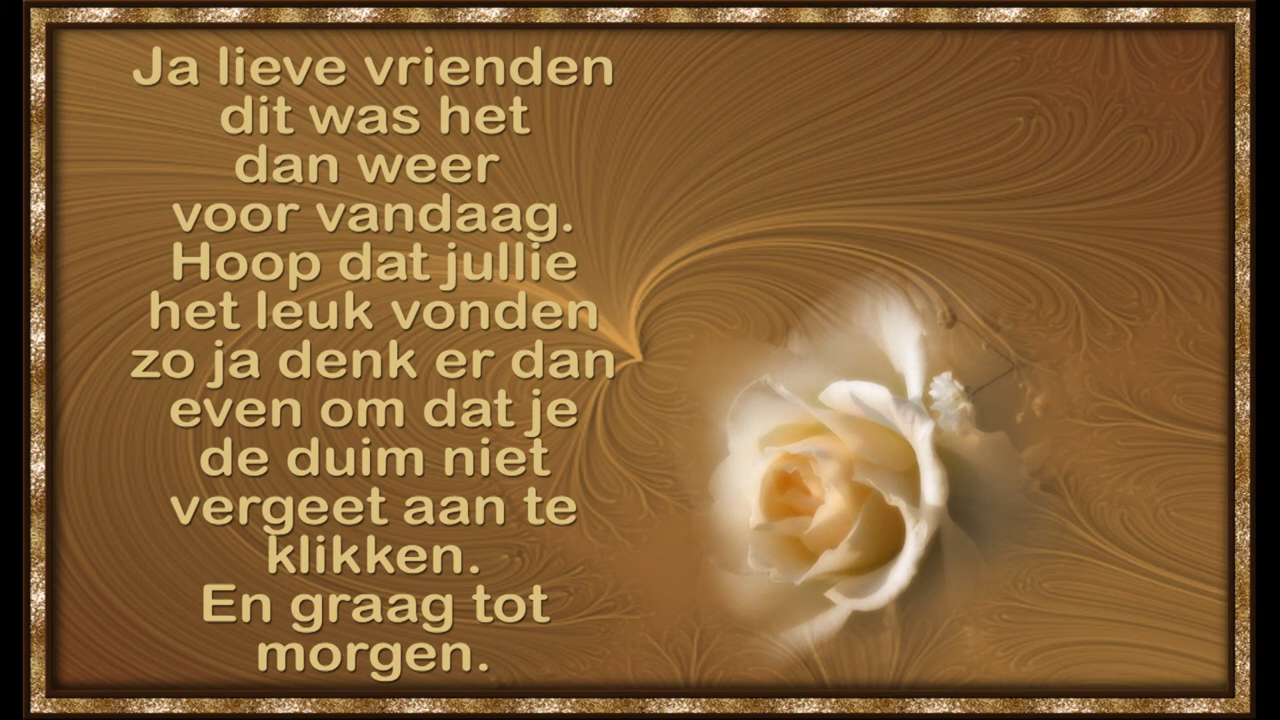 Ja lieve vrienden
dit was het
dan weer
voor vandaag.
Hoop dat jullie
het leuk vonden
zo ja denk er dan
even om dat je
de duim niet
vergeet aan te
klikken.
En graag tot
morgen.